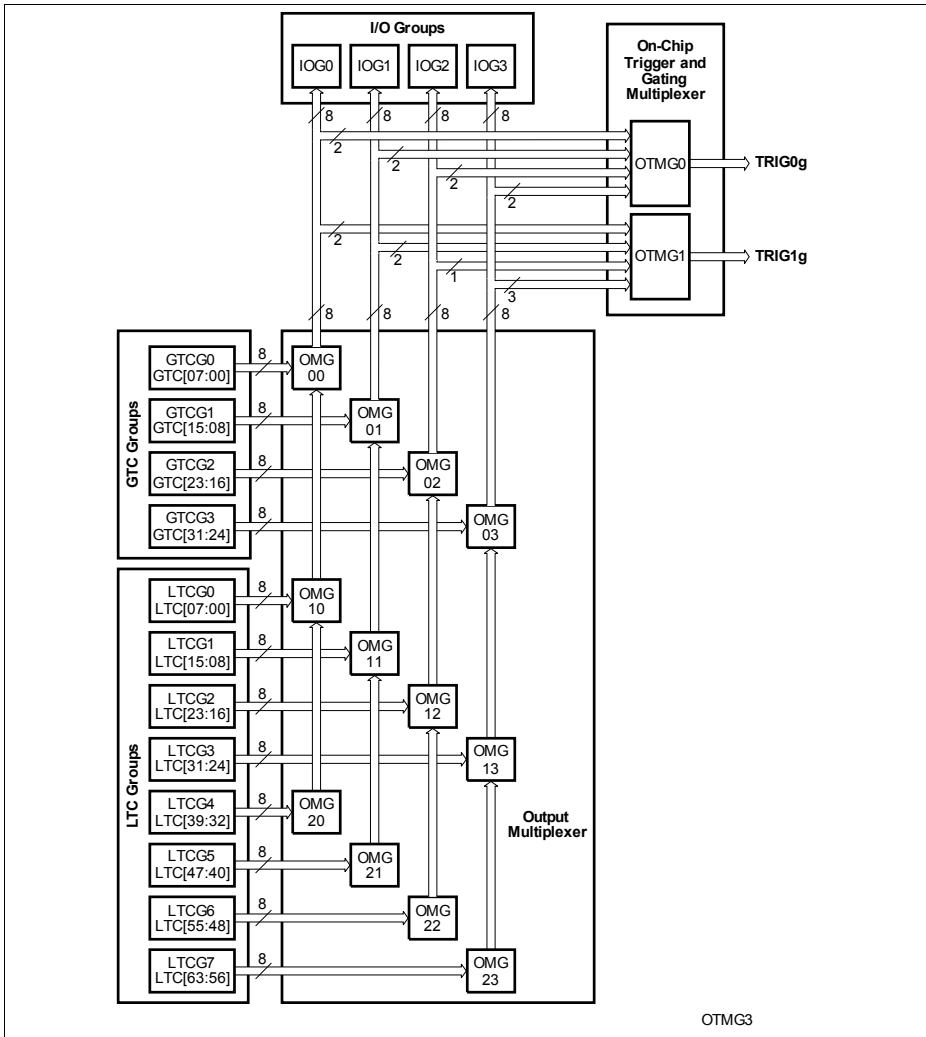 I/O Groups
IOG0 IOG1 IOG2 IOG3
On-Chip
Trigger and
Gating
Multiplexer
8 8 8 8
2
2
2
2
OTMG0
TRIG0g
2
2
1
3
OTMG1
TRIG1g
8 8 8 8
GTC Groups
GTCG0
GTC[07:00]
8
OMG
00
GTCG1
GTC[15:08]
8
OMG
01
GTCG2
GTC[23:16]
8
OMG
02
GTCG3
GTC[31:24]
8
OMG
03
LTC Groups
LTCG0
LTC[07:00]
8
OMG
10
LTCG1
LTC[15:08]
8
OMG
11
LTCG2
LTC[23:16]
8
OMG
12
LTCG3
LTC[31:24]
8
OMG
13
LTCG4
LTC[39:32]
8
OMG
20
Output
Multiplexer
LTCG5
LTC[47:40]
8
OMG
21
LTCG6
LTC[55:48]
8
OMG
22
LTCG7
LTC[63:56]
8
OMG
23
OTMG3